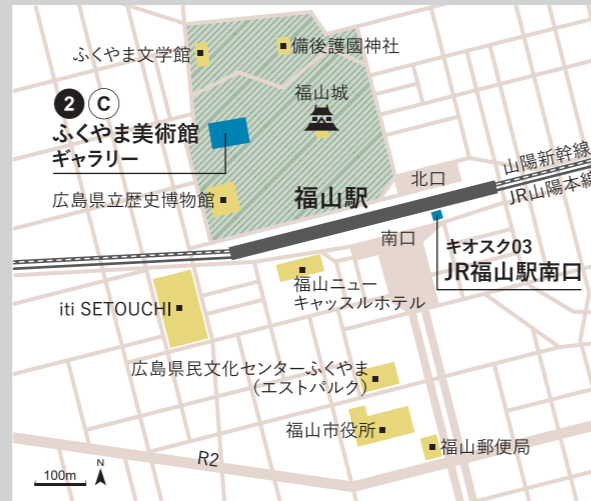 ふくやま文学館
備後護國神社
福山城
2 C
ふくやま美術館
ギャラリー
広島県立歴史博物館
福山駅
北口
山陽新幹線
JR山陽本線
南口
キオスク03
JR福山駅南口
福山ニュー
キャッスルホテル
iti SETOUCHI
広島県民文化センターふくやま
(エストパルク)
福山市役所
福山郵便局
R2
100m
N